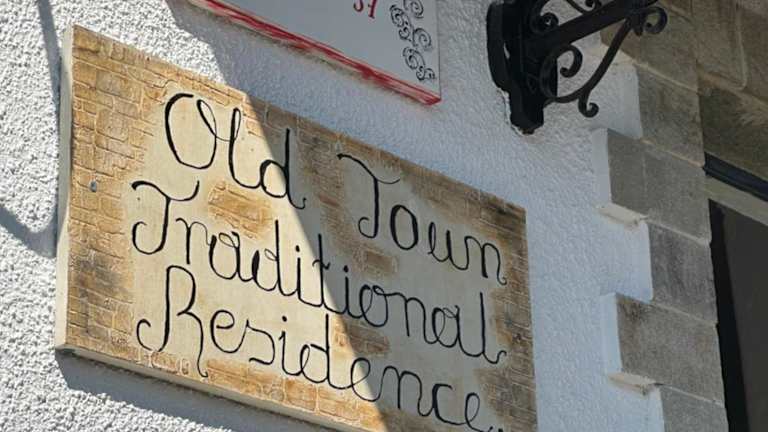 Old Town
Traditional
Residence